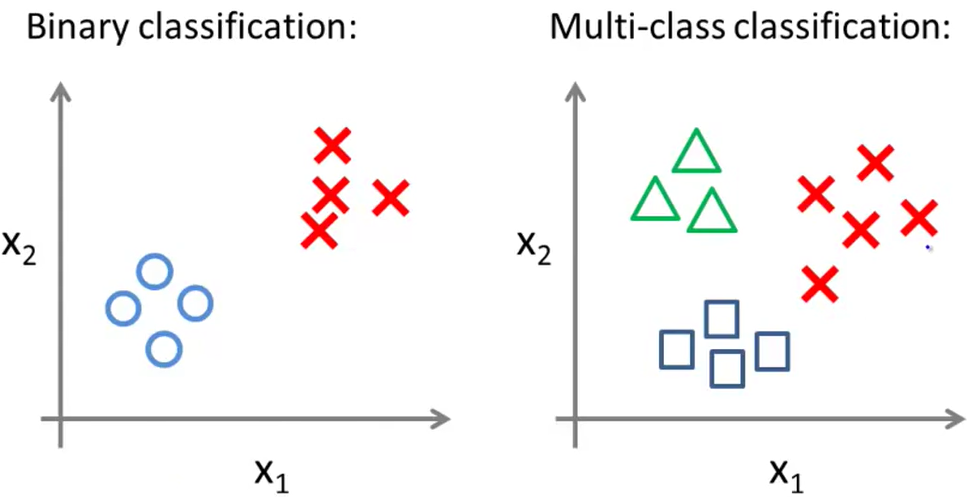 Binary classification:
x2
x1
Multi-class classification:
x2
x1